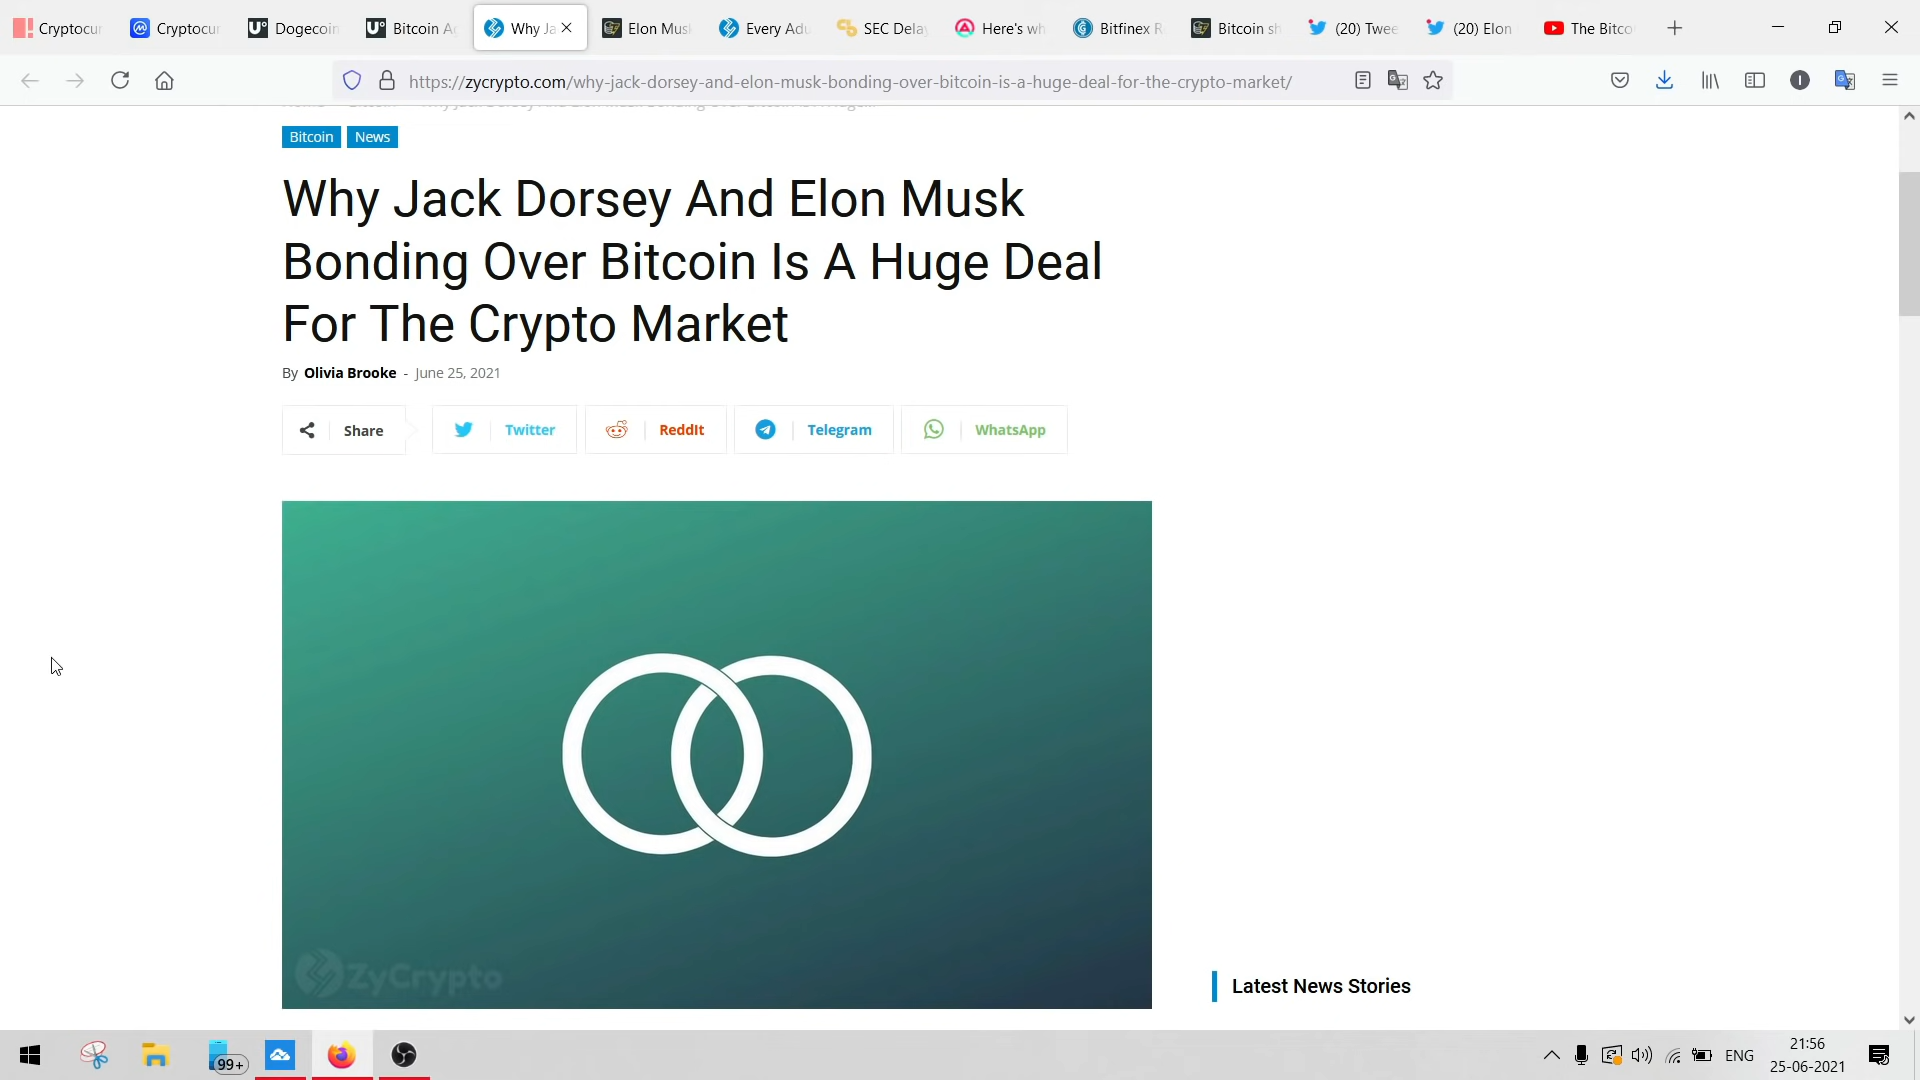 Cryptocur
Cryptocur
Dogecoin
Bitcoin A
Why Ja
Elon Mus
Every Adu
SEC Dela
Here's wh
Bitfinex R
Bitcoin sh
(20) Twee
(20) Elon
The Bitco
https://zycrypto.com/why-jack-dorsey-and-elon-musk-bonding-over-bitcoin-is-a-huge-deal-for-the-crypto-market/
Bitcoin News
Why Jack Dorsey And Elon Musk
Bonding Over Bitcoin Is A Huge Deal
For The Crypto Market
By Olivia Brooke - June 25, 2021
Share
Twitter
ReddIt
Telegram
WhatsApp
ZyCrypto
Latest News Stories
99+
ENG
21:56
25-06-2021